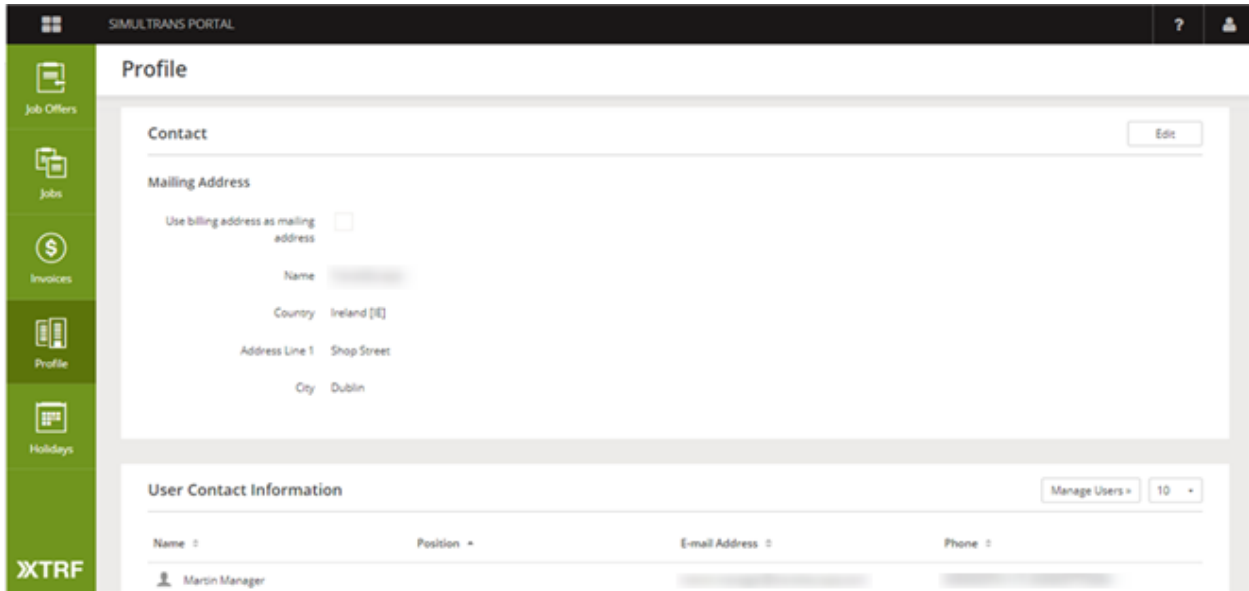 SIMULTRANS PORTAL
?
Profile
Job Offers
Jobs
Invoices
Profile
Holidays
XTRF
Contact
Edit
Mailing Address
Use billing address as mailing
address
Name
Country Ireland [IE]
Address Line 1 Shop Street
City Dublin
User Contact Information
Manage Users »
10
Name Position E-mail Address Phone
Martin Manager